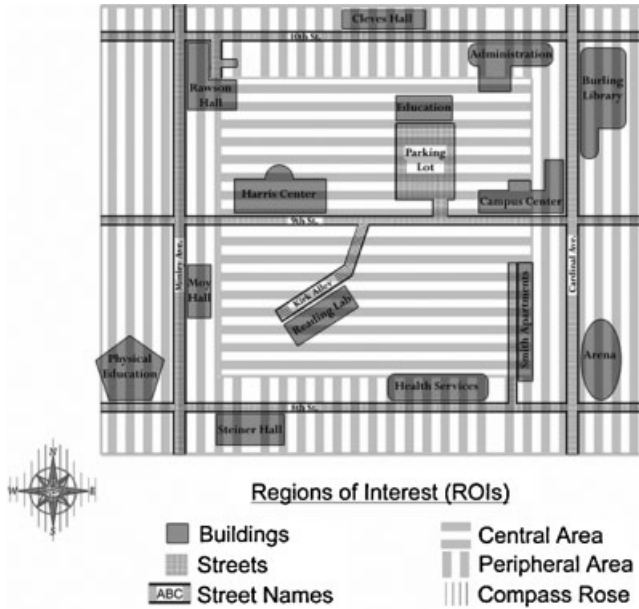 Cleves Hall
10th St.
Administration
Rawson
Hall
Burling
Library
Education
Parking
Lot
Harris Center
Campus Center
9th St.
Mosley Ave.
Cardinal Ave.
Moy
Hall
Kirk Alley
Reading Lab
Smith Apartments
Physical
Education
Arena
Health Services
8th St.
Steiner Hall
N
W
E
S
Regions of Interest (ROIs)
Buildings
Central Area
Streets
Peripheral Area
ABC
Street Names
Compass Rose